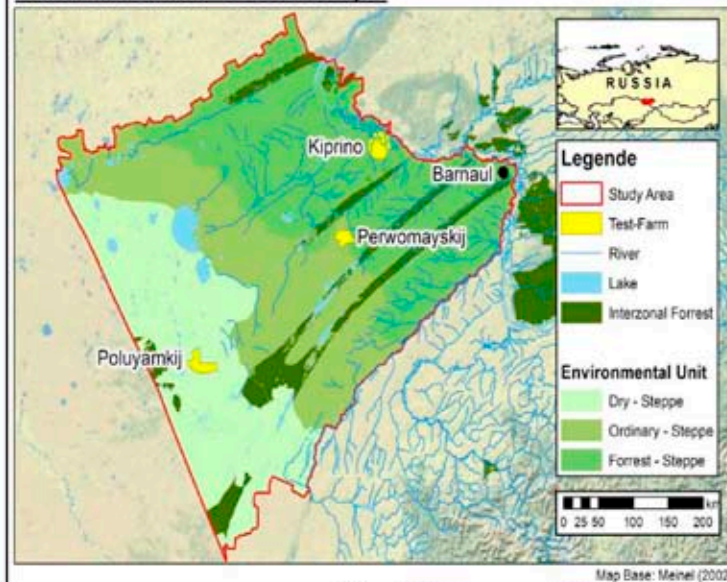 RUSSIA
Kiprino
Barnaul
Perwomayskij
Poluyamkij
Legende
Study Area
Test-Farm
River
Lake
Interzonal Forrest
Environmental Unit
Dry - Steppe
Ordinary - Steppe
Forrest - Steppe
km
0 25 50 100 150 200
Map Base: Meinel